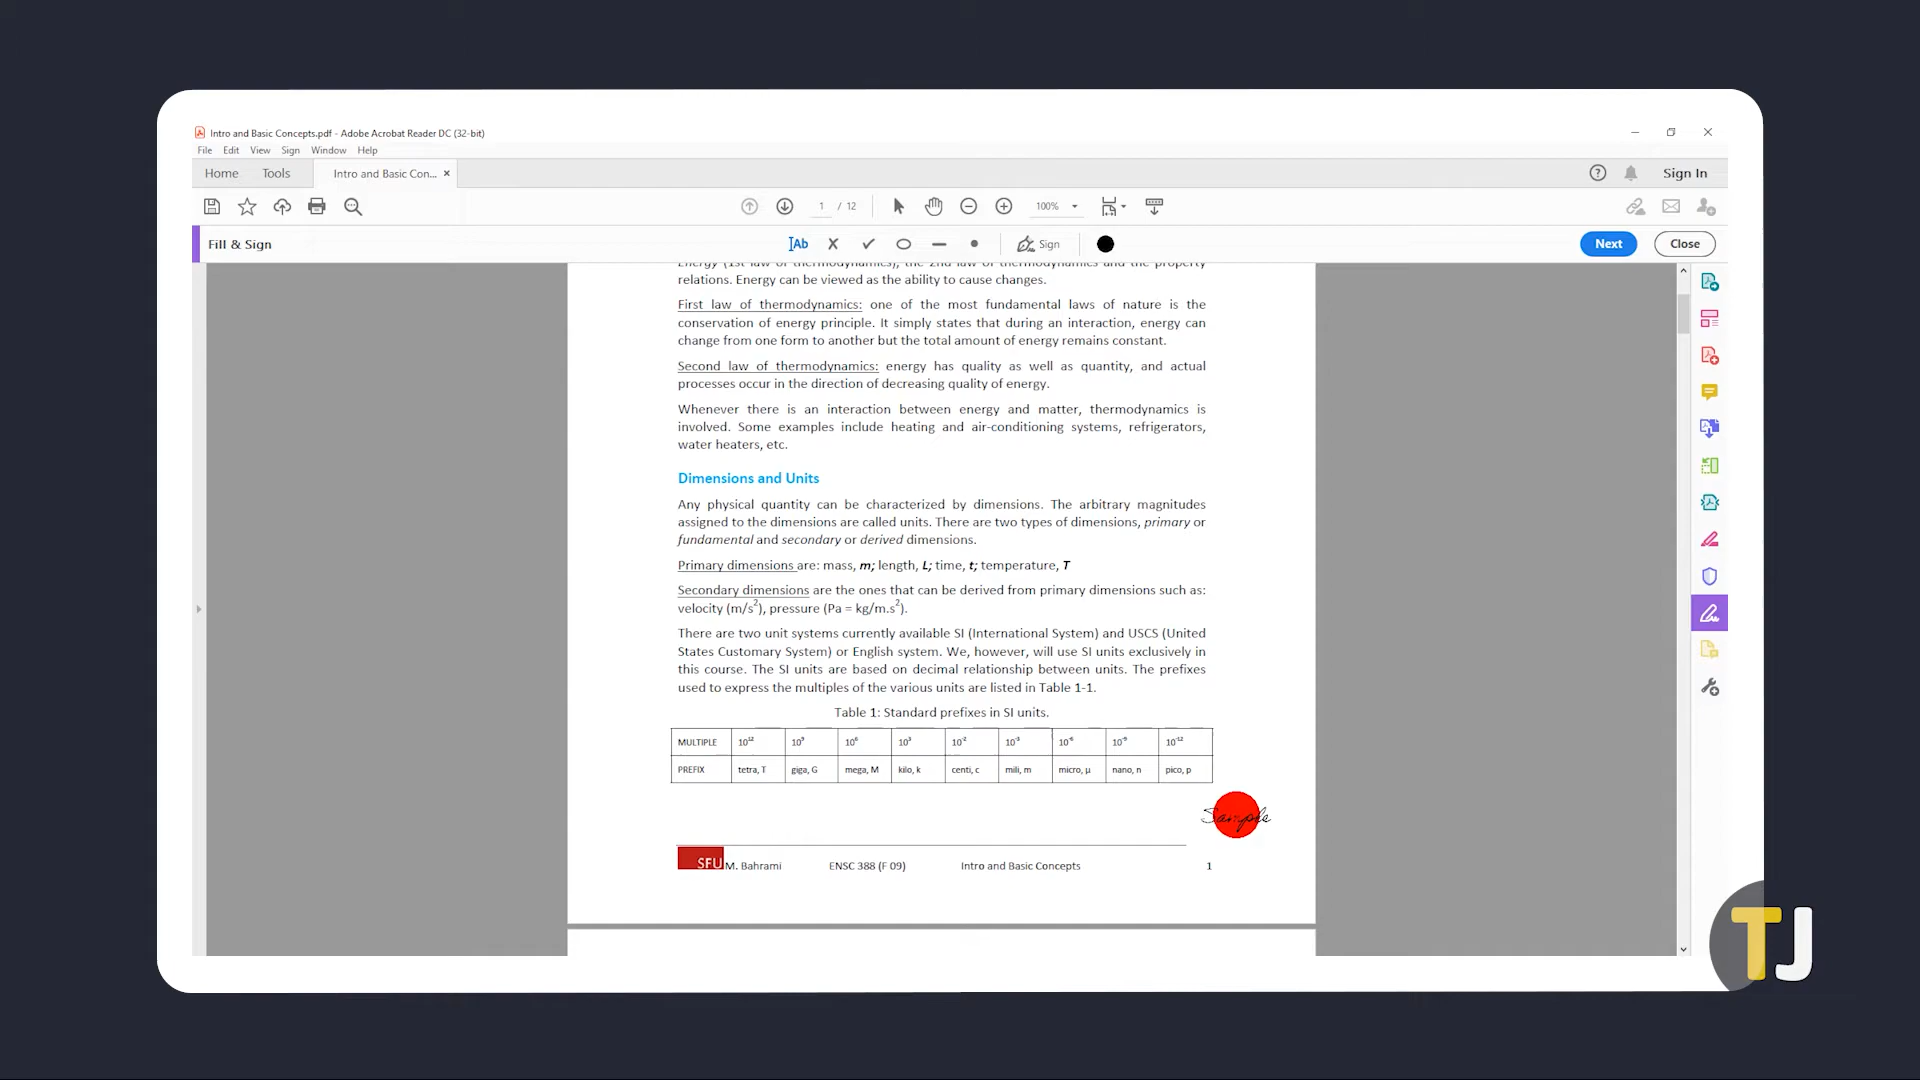 Intro and Basic Concepts.pdf - Adobe Acrobat Reader DC (32-bit)
File Edit View Sign Window Help
Home Tools Intro and Basic Con... × Sign In
1 / 12 100%
Fill & Sign Ab Sign Next Close
Energy (1st law of thermodynamics), the 2nd law of thermodynamics and the property
relations. Energy can be viewed as the ability to cause changes.
First law of thermodynamics: one of the most fundamental laws of nature is the
conservation of energy principle. It simply states that during an interaction, energy can
change from one form to another but the total amount of energy remains constant.
Second law of thermodynamics: energy has quality as well as quantity, and actual
processes occur in the direction of decreasing quality of energy.
Whenever there is an interaction between energy and matter, thermodynamics is
involved. Some examples include heating and air-conditioning systems, refrigerators,
water heaters, etc.
Dimensions and Units
Any physical quantity can be characterized by dimensions. The arbitrary magnitudes
assigned to the dimensions are called units. There are two types of dimensions, primary or
fundamental and secondary or derived dimensions.
Primary dimensions are: mass, m; length, L; time, t; temperature, T
Secondary dimensions are the ones that can be derived from primary dimensions such as:
velocity (m/s²), pressure (Pa = kg/m.s²).
There are two unit systems currently available SI (International System) and USCS (United
States Customary System) or English system. We, however, will use SI units exclusively in
this course. The SI units are based on decimal relationship between units. The prefixes
used to express the multiples of the various units are listed in Table 1-1.
Table 1: Standard prefixes in SI units.
MULTIPLE 10¹² 10⁹ 10⁶ 10³ 10⁻² 10⁻³ 10⁻⁶ 10⁻⁹ 10⁻¹²
PREFIX tetra, T giga, G mega, M kilo, k centi, c mili, m micro, μ nano, n pico, p
Sample
SFU M. Bahrami ENSC 388 (F 09) Intro and Basic Concepts 1
TJ